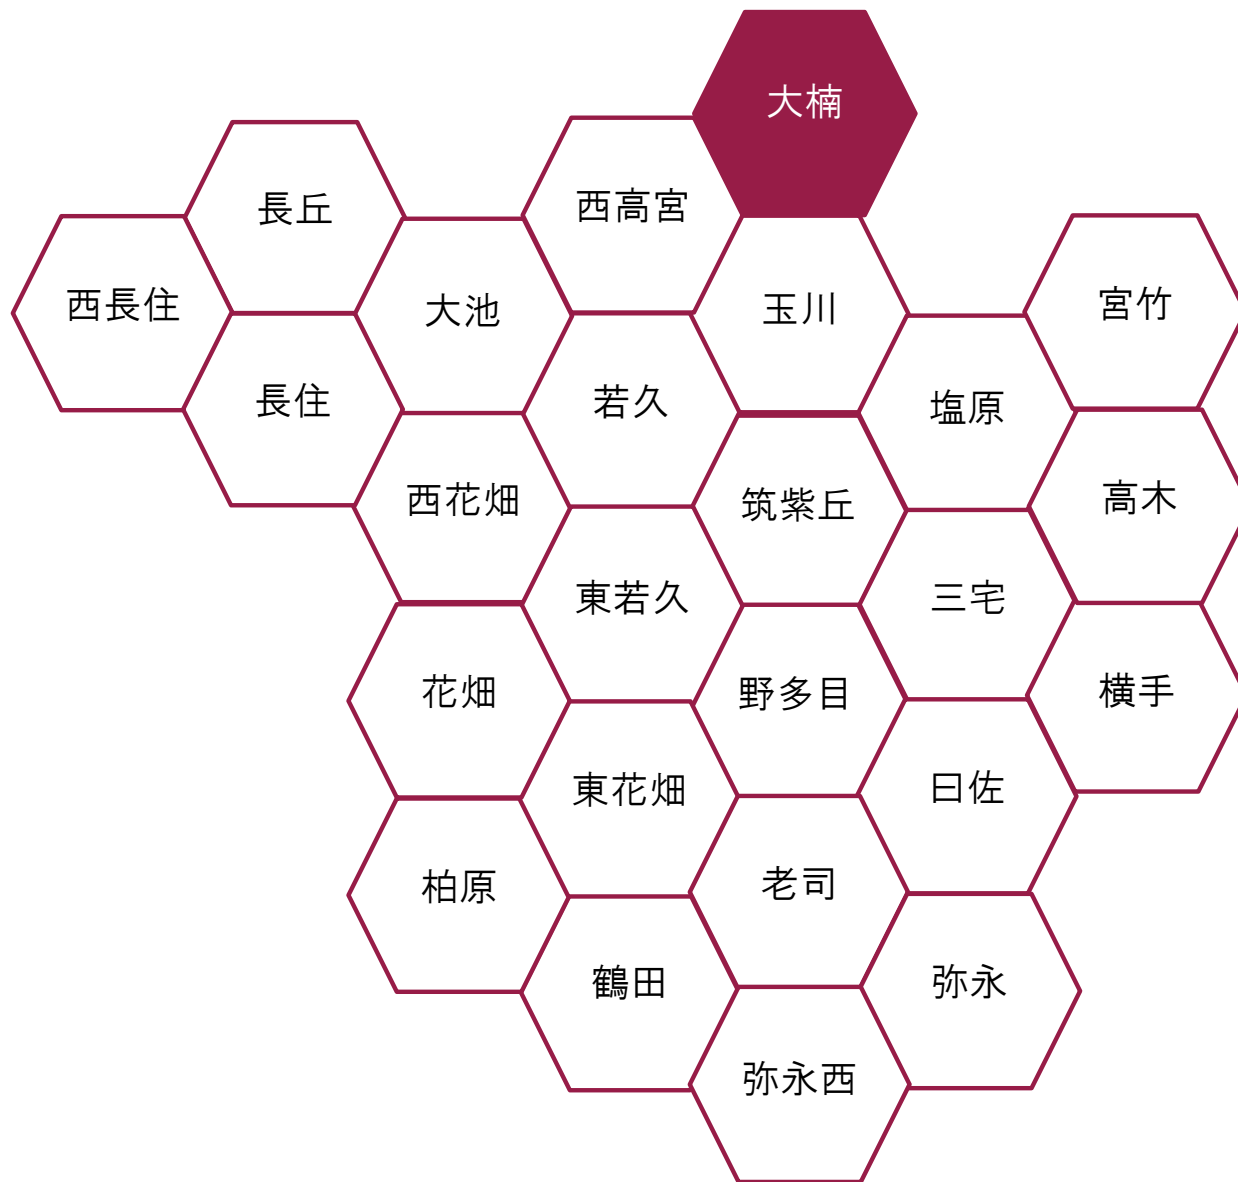 大楠
西高宮
長丘
西長住
大池
玉川
宮竹
長住
若久
塩原
西花畑
筑紫丘
高木
東若久
三宅
花畑
野多目
横手
東花畑
曰佐
柏原
老司
鶴田
弥永
弥永西